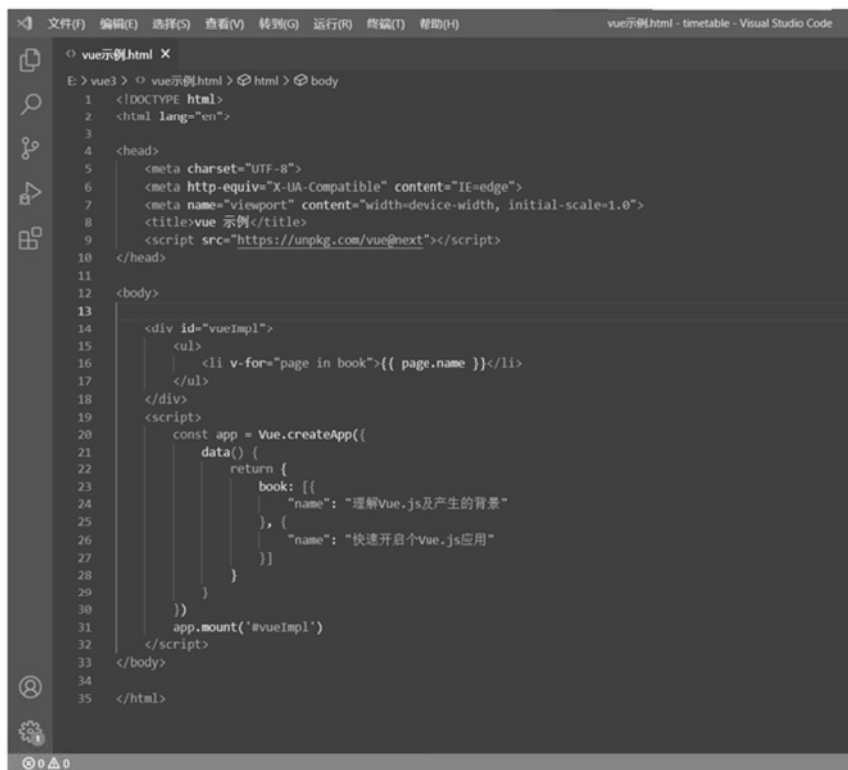 文件(F) 编辑(E) 选择(S) 查看(V) 转到(G) 运行(R) 终端(T) 帮助(H) vue示例.html - timetable - Visual Studio Code
vue示例.html
E: > vue3 > vue示例.html > html > body
1 <!DOCTYPE html>
2 <html lang="en">
3
4 <head>
5 <meta charset="UTF-8">
6 <meta http-equiv="X-UA-Compatible" content="IE=edge">
7 <meta name="viewport" content="width=device-width, initial-scale=1.0">
8 <title>vue 示例</title>
9 <script src="https://unpkg.com/vue@next"></script>
10 </head>
11
12 <body>
13
14 <div id="vueImpl">
15 <ul>
16 <li v-for="page in book">{{ page.name }}</li>
17 </ul>
18 </div>
19 <script>
20 const app = Vue.createApp({
21 data() {
22 return {
23 book: [{
24 "name": "理解Vue.js及产生的背景"
25 }, {
26 "name": "快速开启个Vue.js应用"
27 }]
28 }
29 }
30 })
31 app.mount('#vueImpl')
32 </script>
33 </body>
34
35 </html>
1
0 0